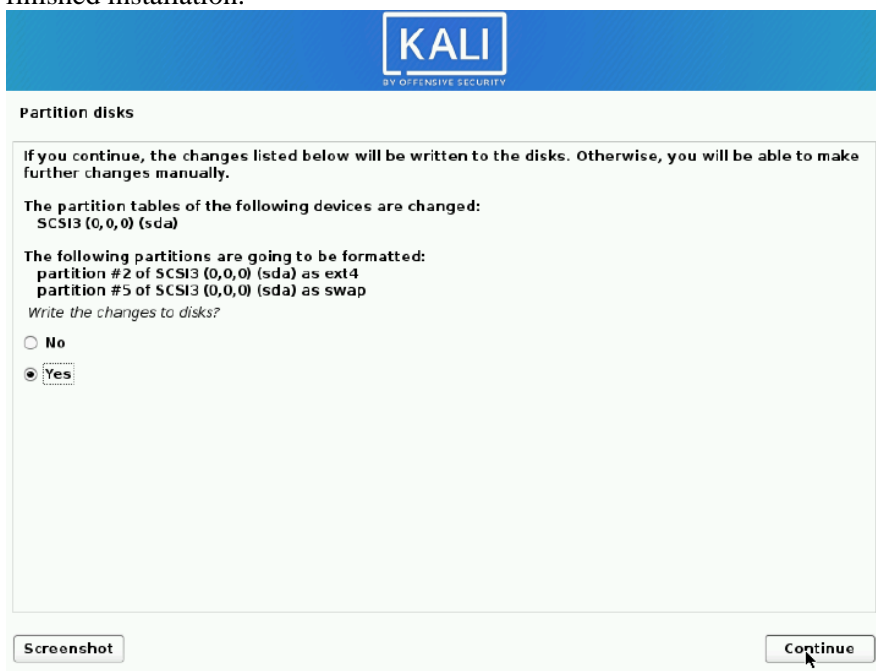 finished installation.
KALI
BY OFFENSIVE SECURITY
Partition disks
If you continue, the changes listed below will be written to the disks. Otherwise, you will be able to make
further changes manually.
The partition tables of the following devices are changed:
SCSI3 (0,0,0) (sda)
The following partitions are going to be formatted:
partition #2 of SCSI3 (0,0,0) (sda) as ext4
partition #5 of SCSI3 (0,0,0) (sda) as swap
Write the changes to disks?
No
Yes
Screenshot
Continue